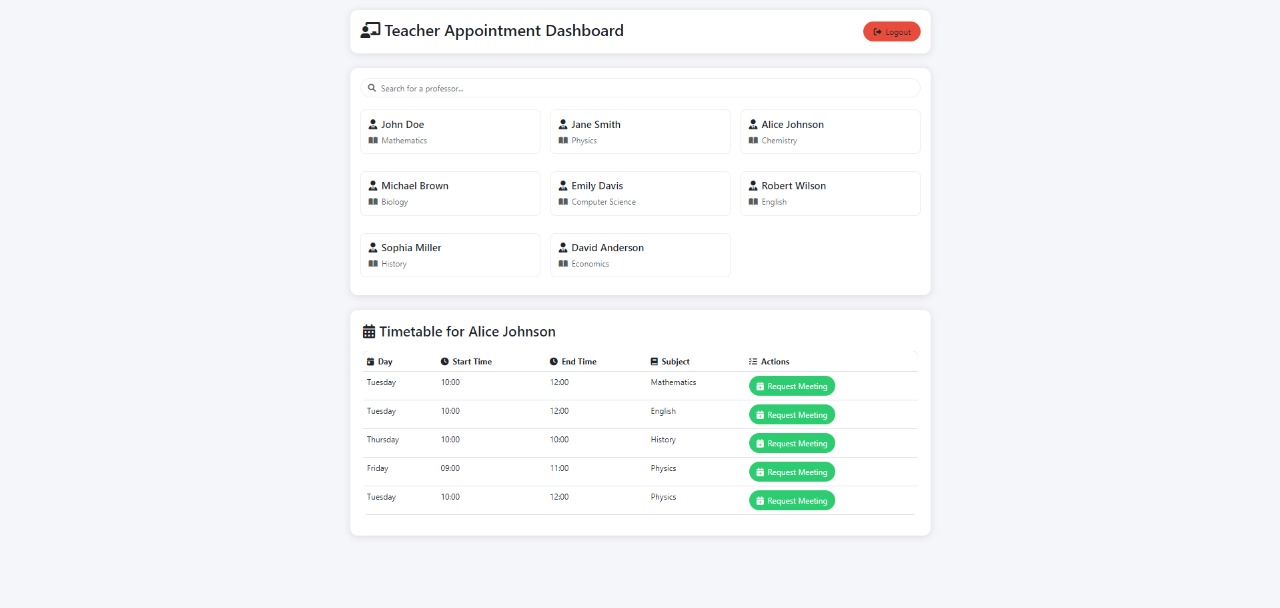 Teacher Appointment Dashboard
Logout
Search for a professor...
John Doe
Mathematics
Jane Smith
Physics
Alice Johnson
Chemistry
Michael Brown
Biology
Emily Davis
Computer Science
Robert Wilson
English
Sophia Miller
History
David Anderson
Economics
Timetable for Alice Johnson
Day Start Time End Time Subject Actions
Tuesday 10:00 12:00 Mathematics Request Meeting
Tuesday 10:00 12:00 English Request Meeting
Thursday 10:00 10:00 History Request Meeting
Friday 09:00 11:00 Physics Request Meeting
Tuesday 10:00 12:00 Physics Request Meeting